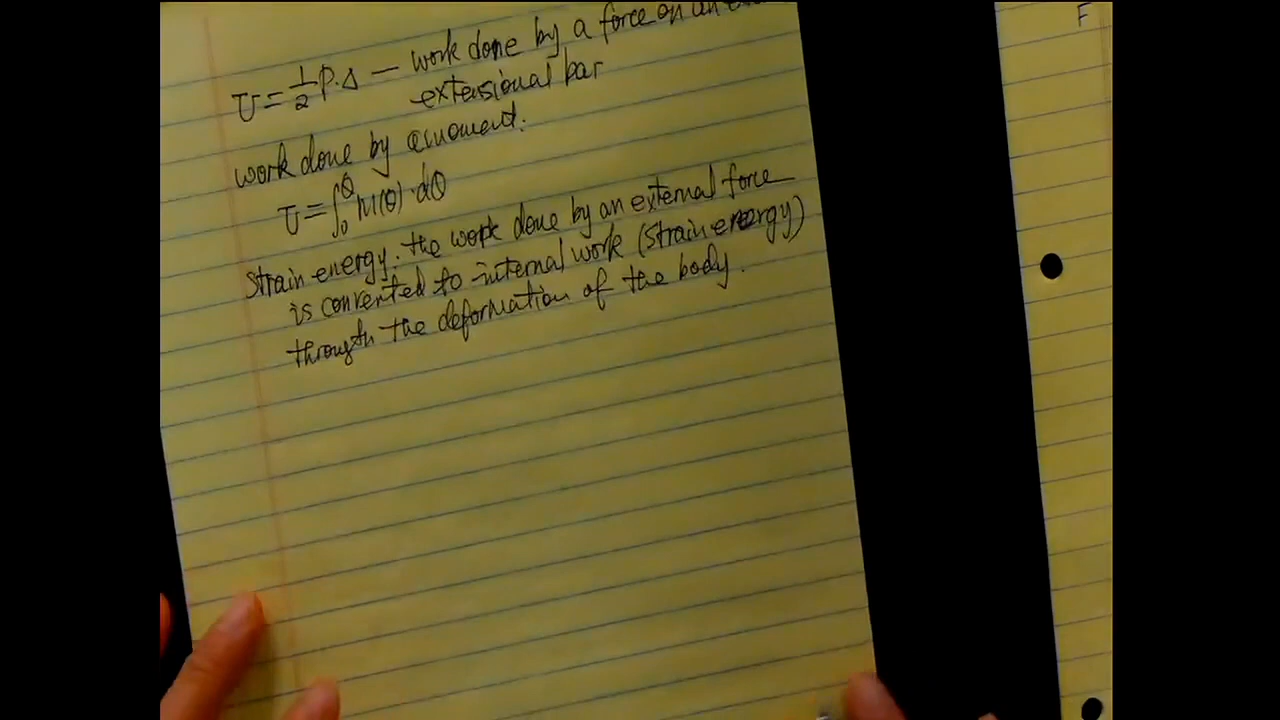 U = 1/2 P·Δ — work done by a force on an
extensional bar
work done by a moment.
U = ∫₀^θ M(θ)·dθ
Strain energy. the work done by an external force
is converted to internal work (strain energy)
through the deformation of the body.
F